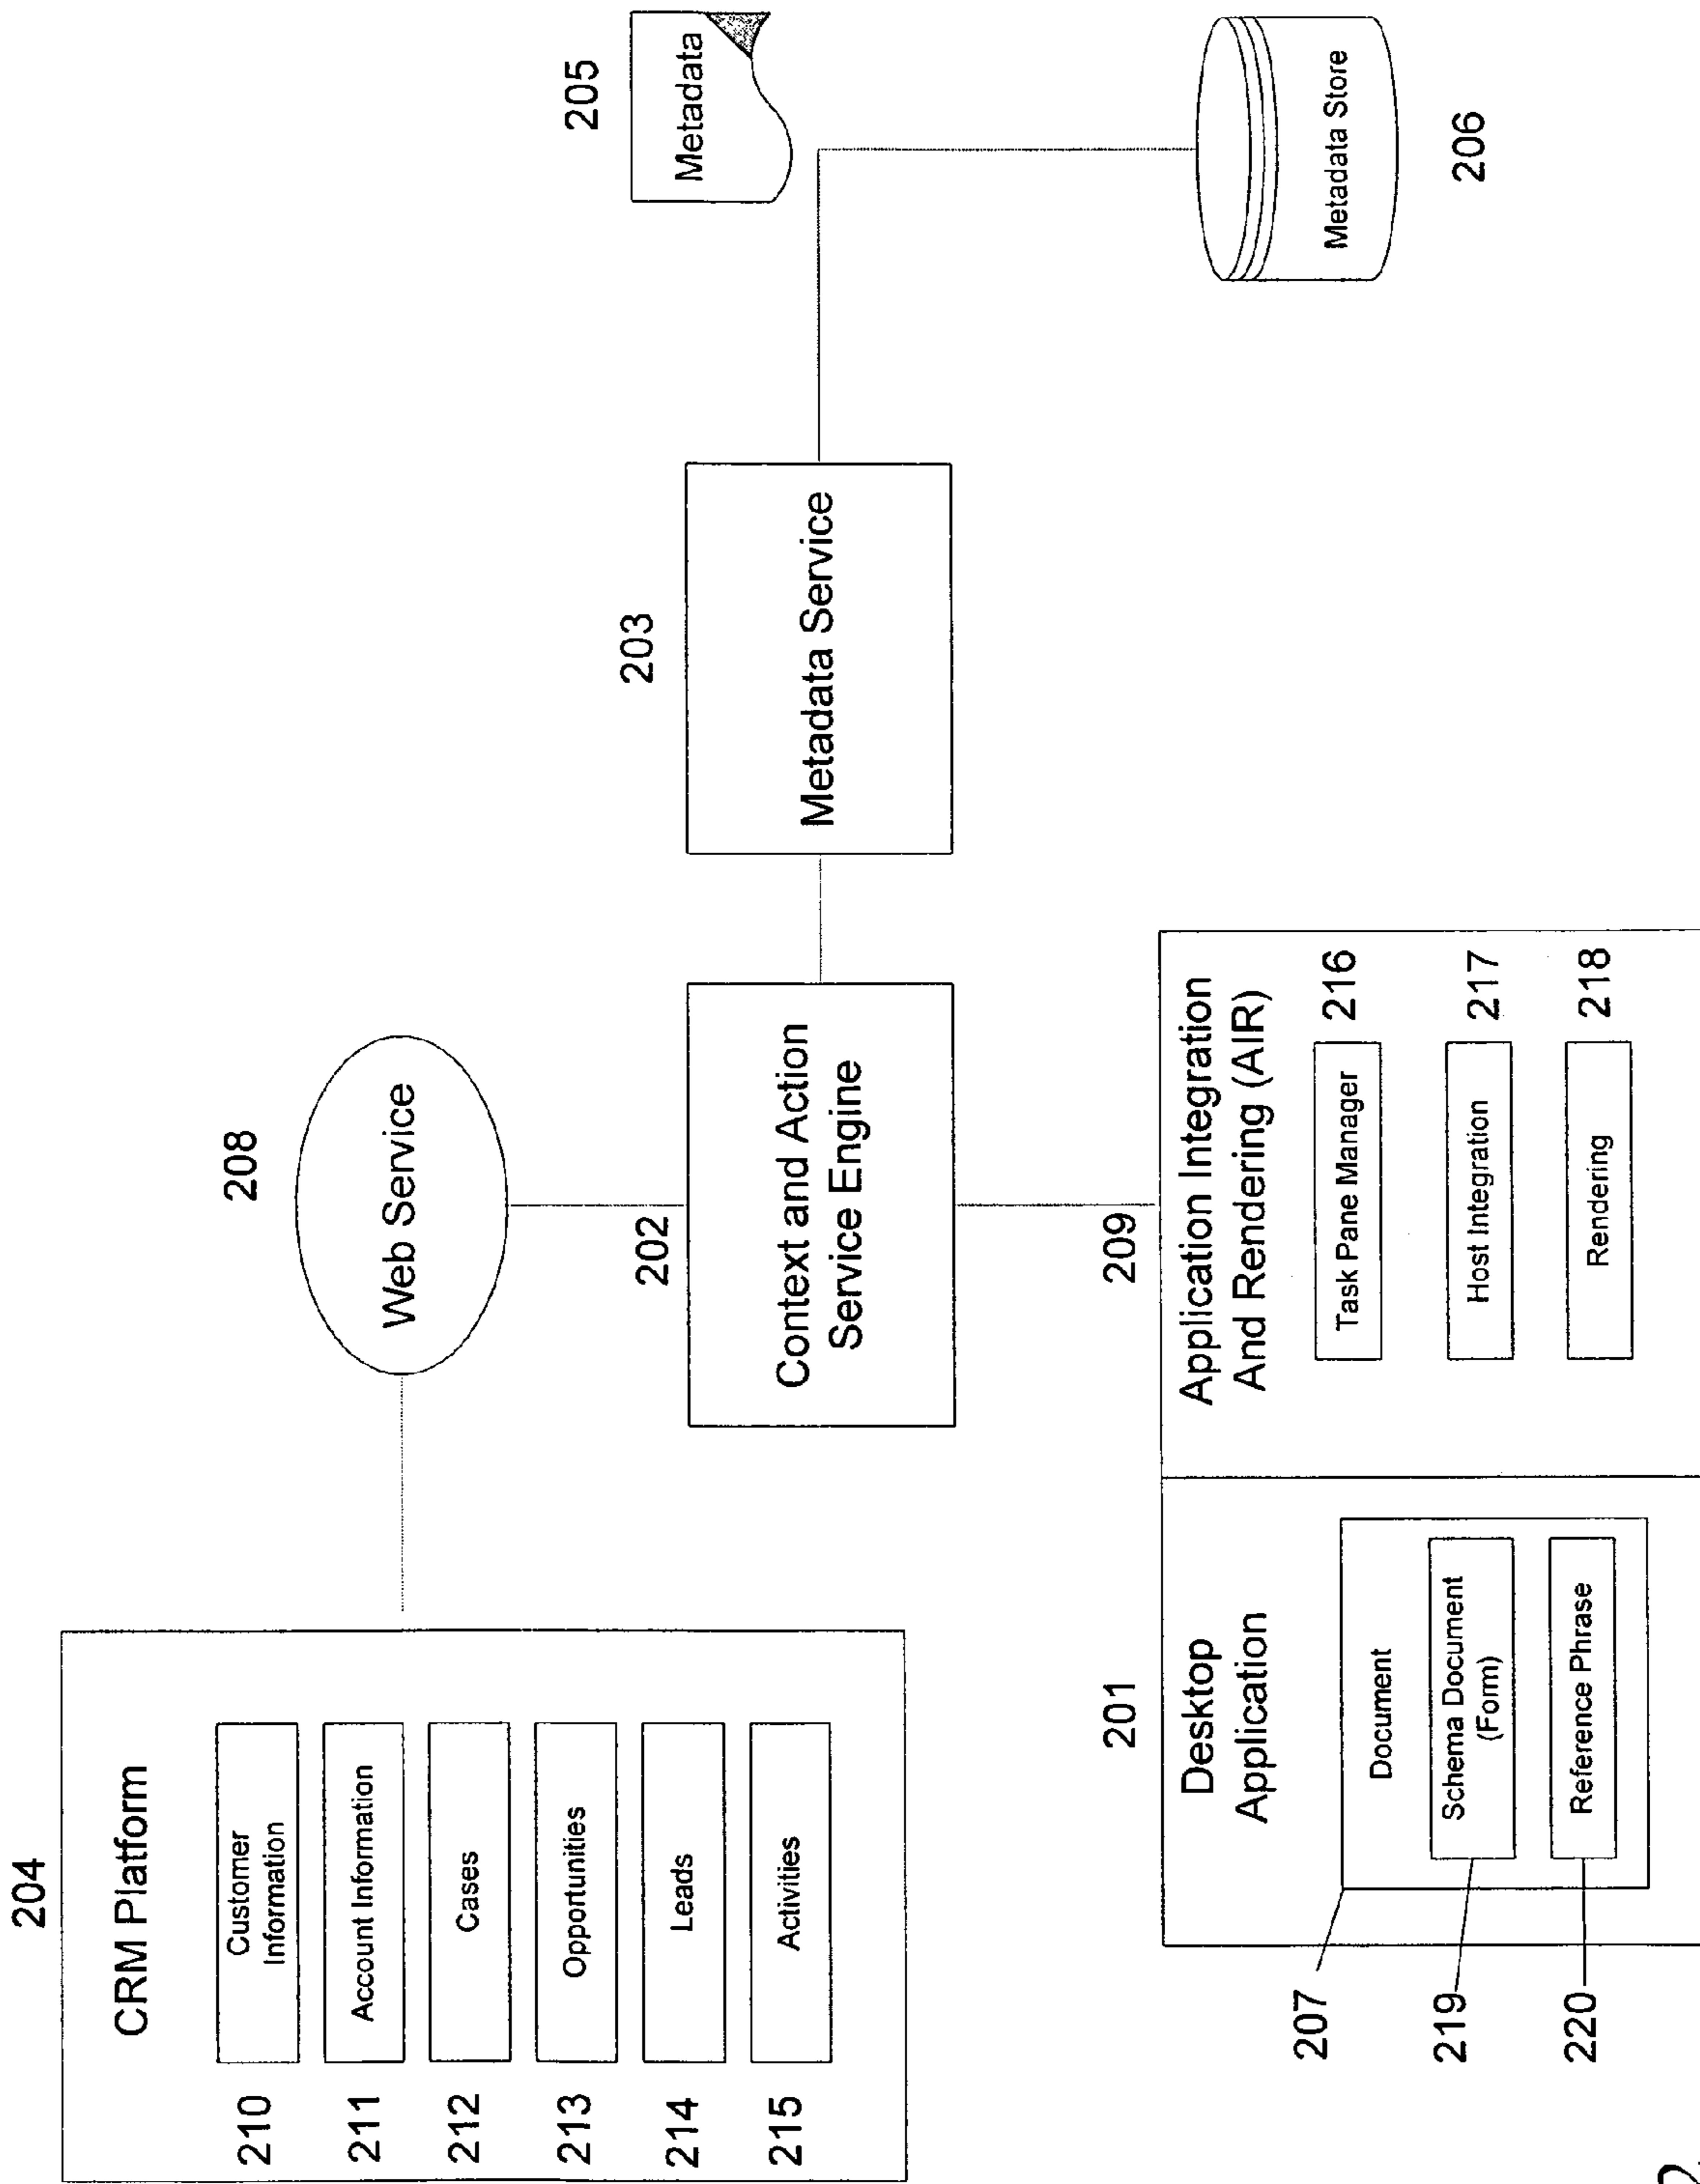 204
CRM Platform
210
Customer
Information
211
Account Information
212
Cases
213
Opportunities
214
Leads
215
Activities
208
Web Service
202
Context and Action
Service Engine
203
Metadata Service
205
Metadata
Metadata Store
206
201
Desktop
Application
207
Document
219
Schema Document
(Form)
220
Reference Phrase
209
Application Integration
And Rendering (AIR)
Task Pane Manager
216
Host Integration
217
Rendering
218
2